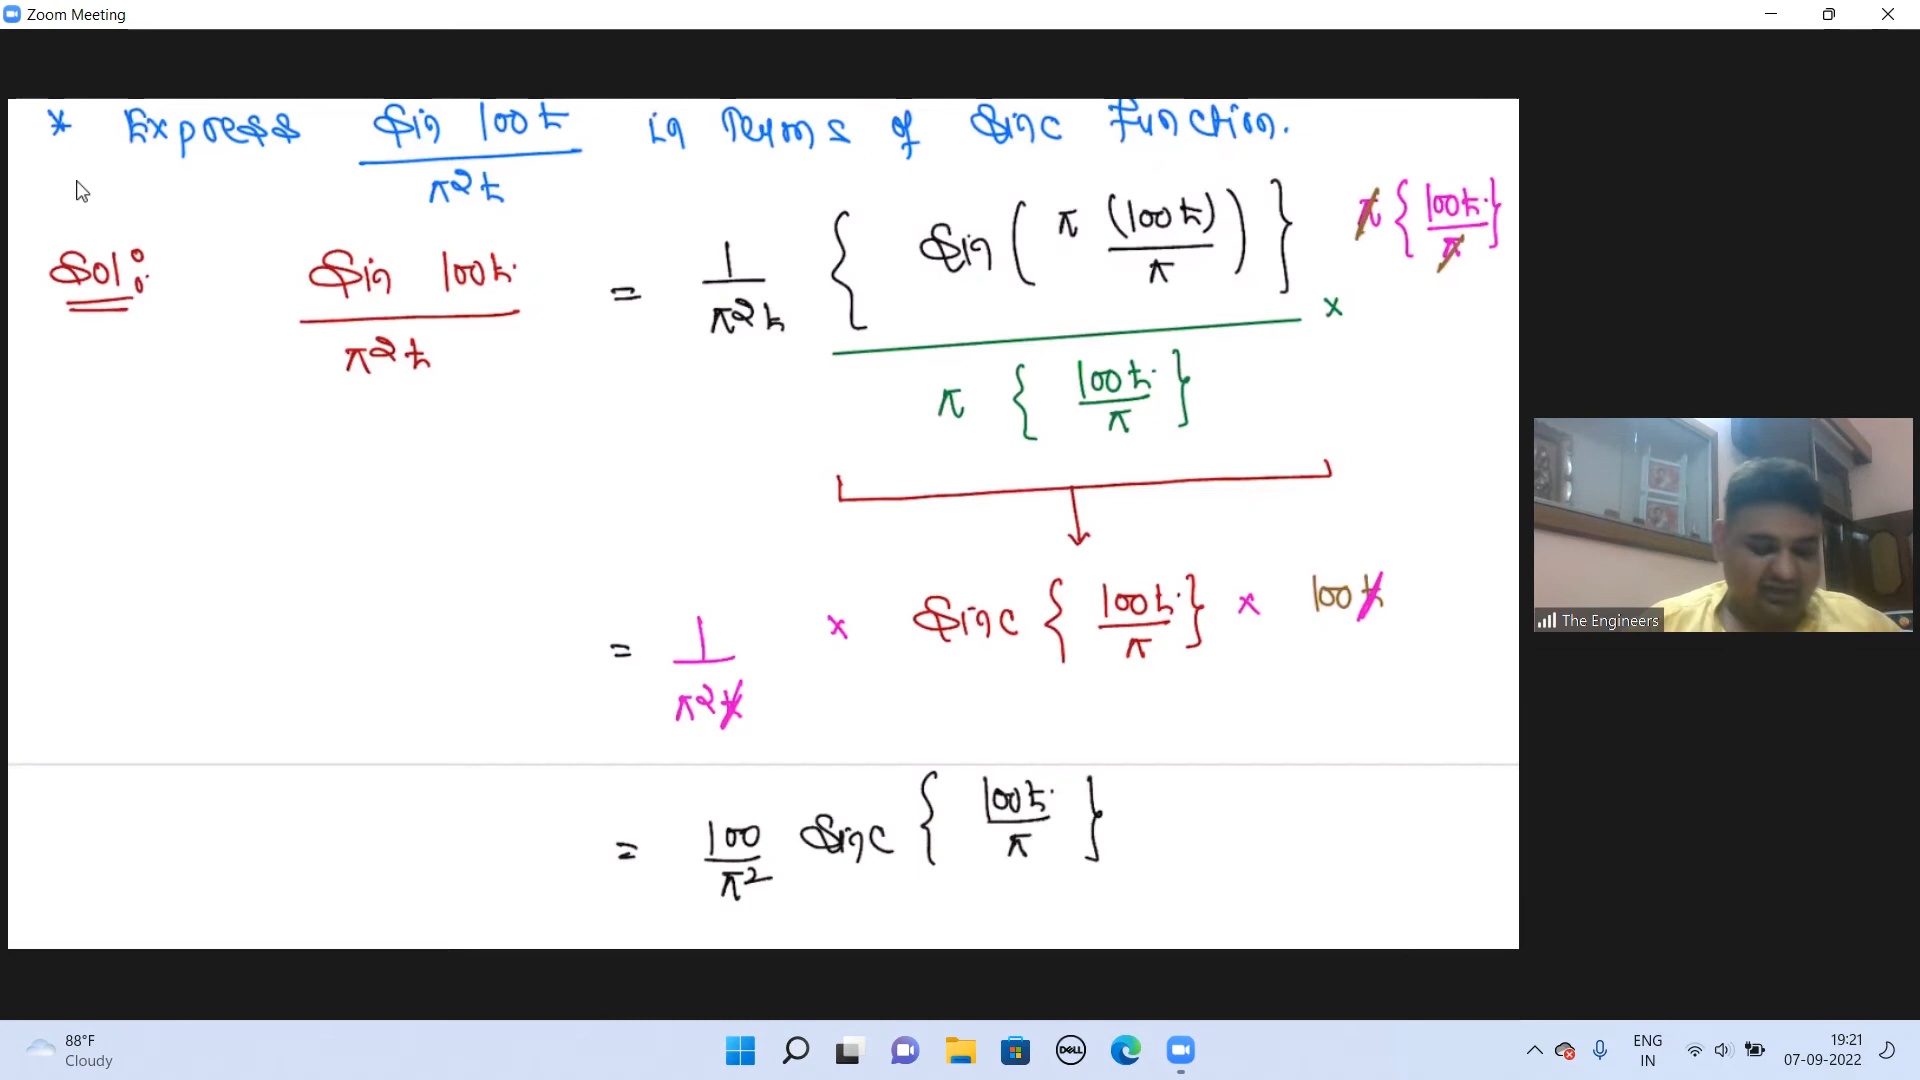 Zoom Meeting
* Express Sin 100t / π2t in Terms of Sinc Function.
Sol: Sin 100t / π2t = 1 / π2t { Sin ( π (100t) / π ) } / π { 100t / π } × π { 100t / π }
= 1 / π2t × Sinc { 100t / π } × 100t
= 100 / π2 Sinc { 100t / π }
The Engineers
88°F
Cloudy
DELL
ENG
IN
19:21
07-09-2022